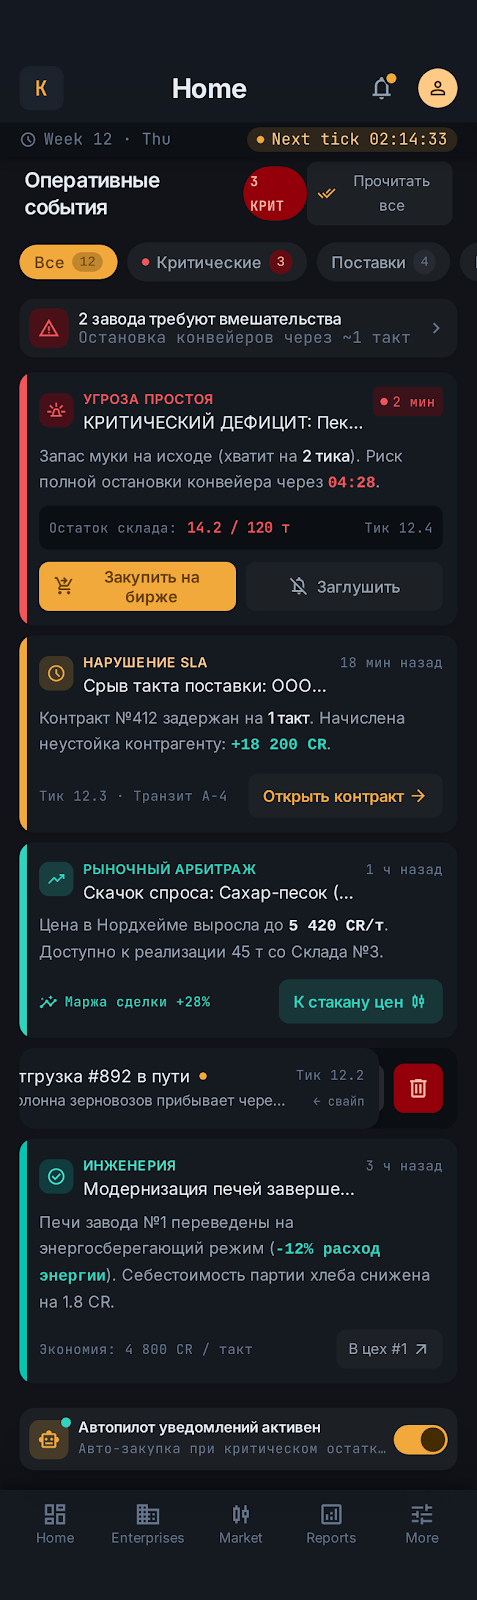 K
Home
Week 12 · Thu
Next tick 02:14:33
Оперативные
события
3
КРИТ
Прочитать
все
Все 12
Критические 3
Поставки 4
2 завода требуют вмешательства
Остановка конвейеров через ~1 такт
УГРОЗА ПРОСТОЯ
2 мин
КРИТИЧЕСКИЙ ДЕФИЦИТ: Пек...
Запас муки на исходе (хватит на 2 тика). Риск
полной остановки конвейера через 04:28.
Остаток склада: 14.2 / 120 т
Тик 12.4
Закупить на
бирже
Заглушить
НАРУШЕНИЕ SLA
18 мин назад
Срыв такта поставки: ООО...
Контракт №412 задержан на 1 такт. Начислена
неустойка контрагенту: +18 200 CR.
Тик 12.3 · Транзит А-4
Открыть контракт →
РЫНОЧНЫЙ АРБИТРАЖ
1 ч назад
Скачок спроса: Сахар-песок (...
Цена в Нордхейме выросла до 5 420 CR/т.
Доступно к реализации 45 т со Склада №3.
Маржа сделки +28%
К стакану цен
тгрузка #892 в пути
Тик 12.2
олонна зерновозов прибывает чере...
← свайп
ИНЖЕНЕРИЯ
3 ч назад
Модернизация печей заверше...
Печи завода №1 переведены на
энергосберегающий режим (-12% расход
энергии). Себестоимость партии хлеба снижена
на 1.8 CR.
Экономия: 4 800 CR / такт
В цех #1
Автопилот уведомлений активен
Авто-закупка при критическом остатк…
Home
Enterprises
Market
Reports
More